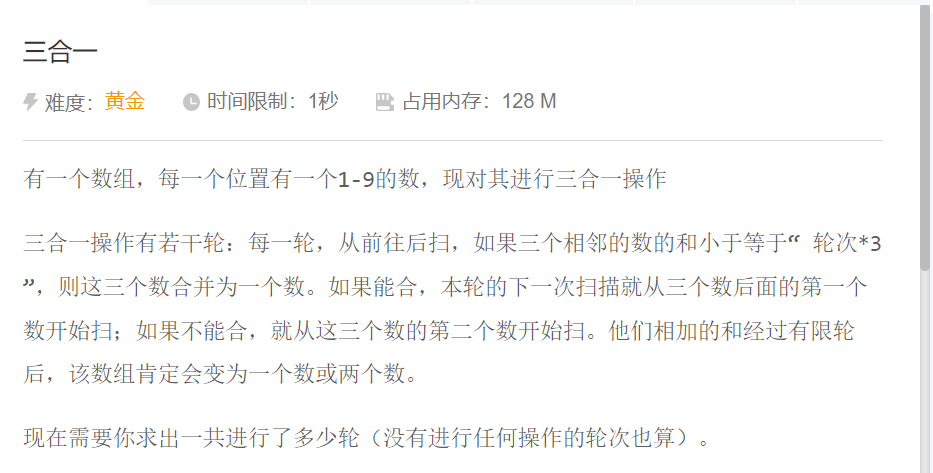 三合一
难度：黄金 时间限制：1秒 占用内存：128 M
有一个数组，每一个位置有一个1-9的数，现对其进行三合一操作
三合一操作有若干轮：每一轮，从前往后扫，如果三个相邻的数的和小于等于“ 轮次*3
”，则这三个数合并为一个数。如果能合，本轮的下一次扫描就从三个数后面的第一个
数开始扫；如果不能合，就从这三个数的第二个数开始扫。他们相加的和经过有限轮
后，该数组肯定会变为一个数或两个数。
现在需要你求出一共进行了多少轮（没有进行任何操作的轮次也算）。